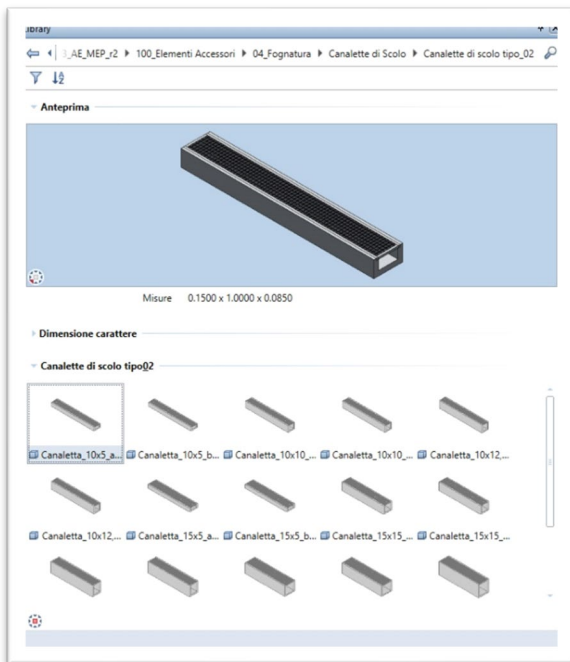 Library
_AE_MEP_r2 100_Elementi Accessori 04_Fognatura Canalette di Scolo Canalette di scolo tipo_02
Anteprima
Misure 0.1500 x 1.0000 x 0.0850
Dimensione carattere
Canalette di scolo tipo02
Canaletta_10x5_a... Canaletta_10x5_b... Canaletta_10x10_... Canaletta_10x10_... Canaletta_10x12,...
Canaletta_10x12,... Canaletta_15x5_a... Canaletta_15x5_b... Canaletta_15x15_... Canaletta_15x15_...